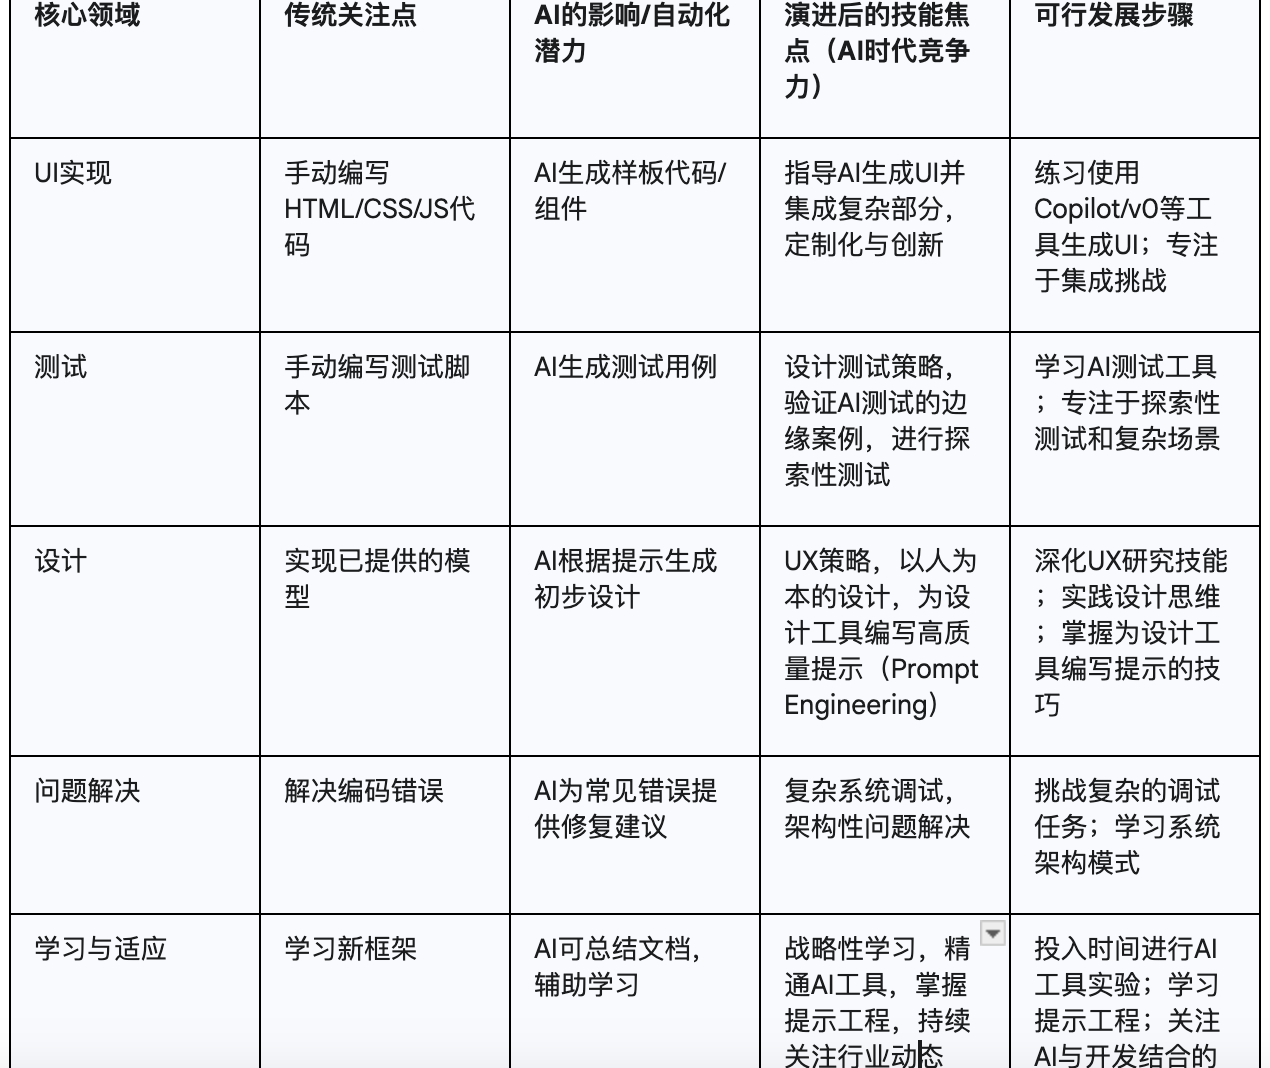 核心领域
传统关注点
AI的影响/自动化
潜力
演进后的技能焦
点（AI时代竞争
力）
可行发展步骤
UI实现
手动编写
HTML/CSS/JS代
码
AI生成样板代码/
组件
指导AI生成UI并
集成复杂部分，
定制化与创新
练习使用
Copilot/v0等工
具生成UI；专注
于集成挑战
测试
手动编写测试脚
本
AI生成测试用例
设计测试策略，
验证AI测试的边
缘案例，进行探
索性测试
学习AI测试工具
；专注于探索性
测试和复杂场景
设计
实现已提供的模
型
AI根据提示生成
初步设计
UX策略，以人为
本的设计，为设
计工具编写高质
量提示（Prompt
Engineering）
深化UX研究技能
；实践设计思维
；掌握为设计工
具编写提示的技
巧
问题解决
解决编码错误
AI为常见错误提
供修复建议
复杂系统调试，
架构性问题解决
挑战复杂的调试
任务；学习系统
架构模式
学习与适应
学习新框架
AI可总结文档，
辅助学习
战略性学习，精
通AI工具，掌握
提示工程，持续
关注行业动态
投入时间进行AI
工具实验；学习
提示工程；关注
AI与开发结合的